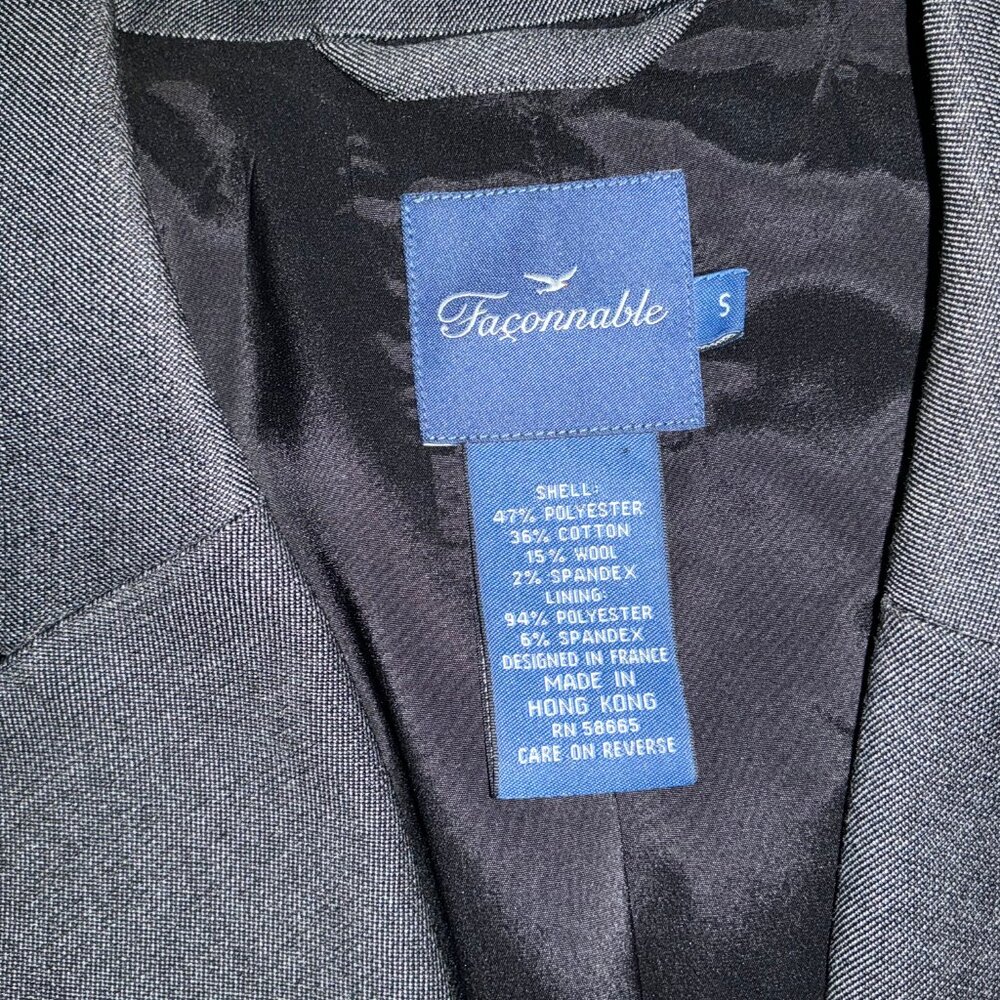 Façonnable
S
SHELL:
47% POLYESTER
36% COTTON
15% WOOL
2% SPANDEX
LINING:
94% POLYESTER
6% SPANDEX
DESIGNED IN FRANCE
MADE IN
HONG KONG
RN 58665
CARE ON REVERSE